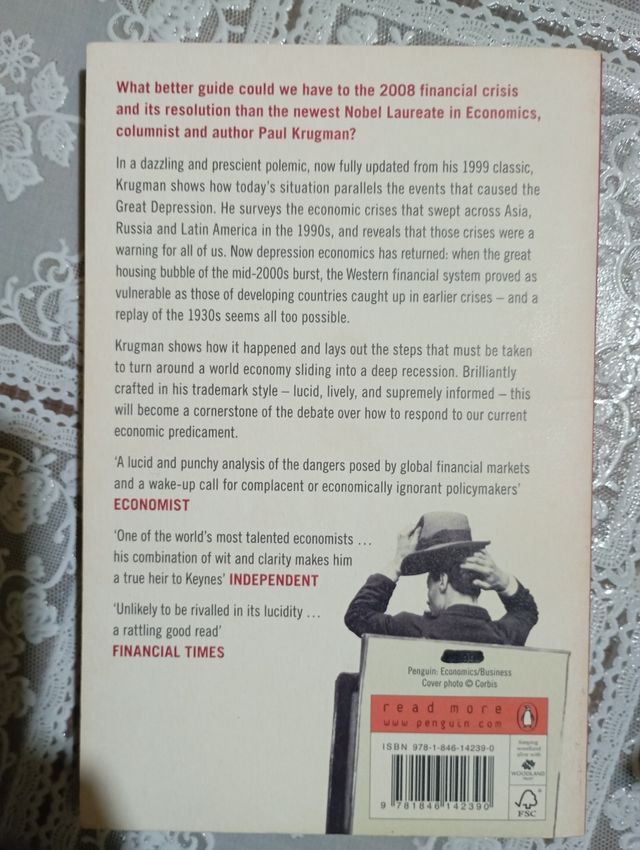 What better guide could we have to the 2008 financial crisis
and its resolution than the newest Nobel Laureate in Economics,
columnist and author Paul Krugman?
In a dazzling and prescient polemic, now fully updated from his 1999 classic,
Krugman shows how today's situation parallels the events that caused the
Great Depression. He surveys the economic crises that swept across Asia,
Russia and Latin America in the 1990s, and reveals that those crises were a
warning for all of us. Now depression economics has returned: when the great
housing bubble of the mid-2000s burst, the Western financial system proved as
vulnerable as those of developing countries caught up in earlier crises – and a
replay of the 1930s seems all too possible.
Krugman shows how it happened and lays out the steps that must be taken
to turn around a world economy sliding into a deep recession. Brilliantly
crafted in his trademark style – lucid, lively, and supremely informed – this
will become a cornerstone of the debate over how to respond to our current
economic predicament.
'A lucid and punchy analysis of the dangers posed by global financial markets
and a wake-up call for complacent or economically ignorant policymakers'
ECONOMIST
'One of the world's most talented economists ...
his combination of wit and clarity makes him
a true heir to Keynes' INDEPENDENT
'Unlikely to be rivalled in its lucidity ...
a rattling good read'
FINANCIAL TIMES
Penguin: Economics/Business
Cover photo © Corbis
read more
www.penguin.com
ISBN 978-1-846-14239-0
9 781846 142390
keeping
woodland
alive with
WOODLAND
TRUST
FSC